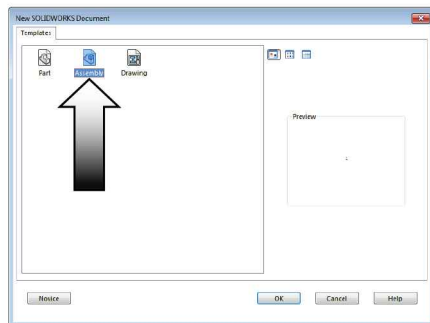 New SOLIDWORKS Document
Templates
Part Assembly Drawing
Preview
Novice OK Cancel Help